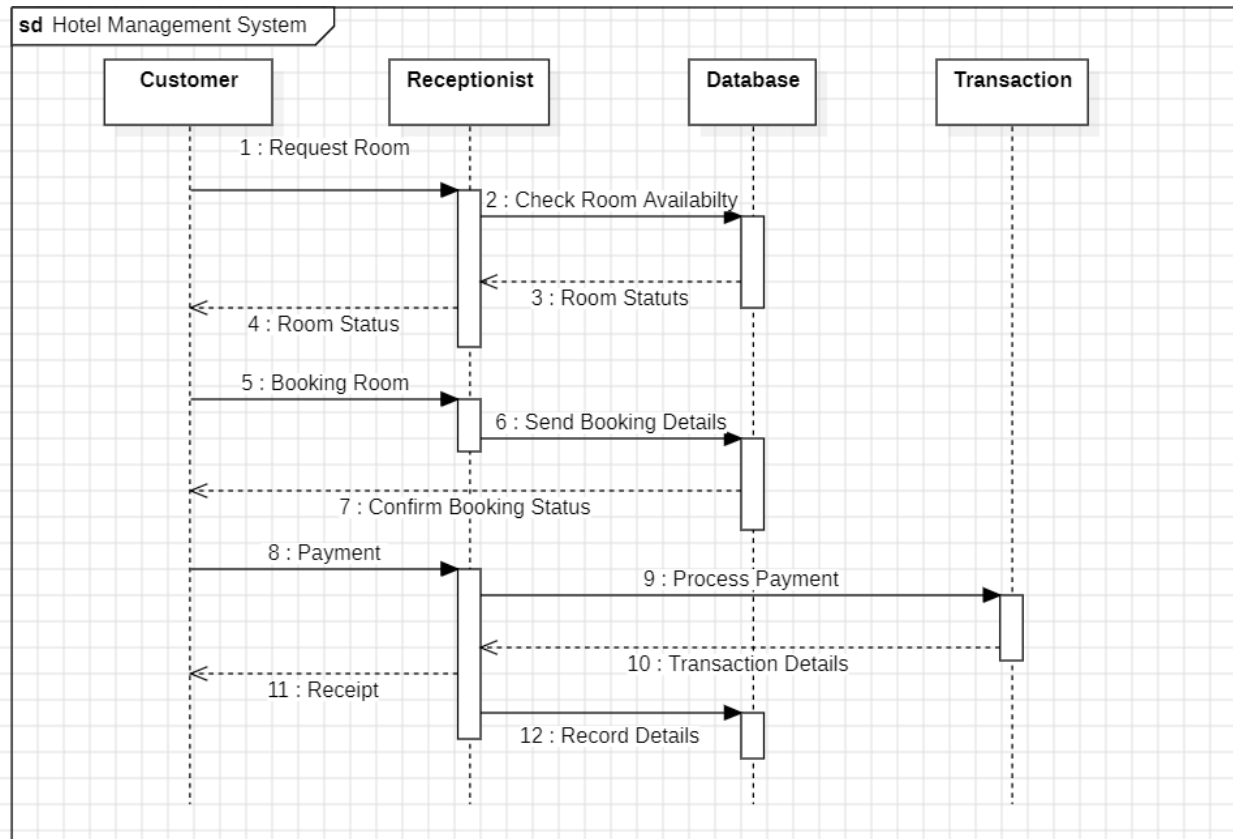 sd Hotel Management System
Customer
Receptionist
Database
Transaction
1 : Request Room
2 : Check Room Availabilty
3 : Room Statuts
4 : Room Status
5 : Booking Room
6 : Send Booking Details
7 : Confirm Booking Status
8 : Payment
9 : Process Payment
10 : Transaction Details
11 : Receipt
12 : Record Details